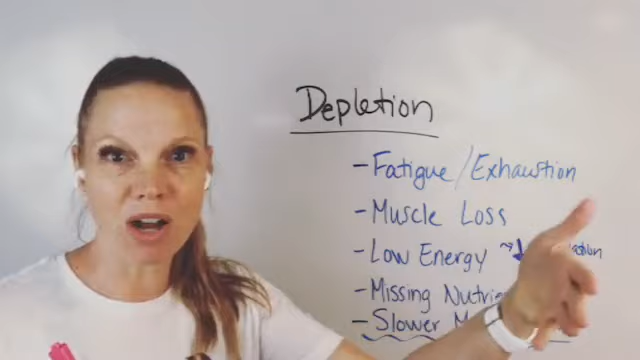 Depletion
- Fatigue/Exhaustion
- Muscle Loss
- Low Energy ~↓
- Missing
- Slower